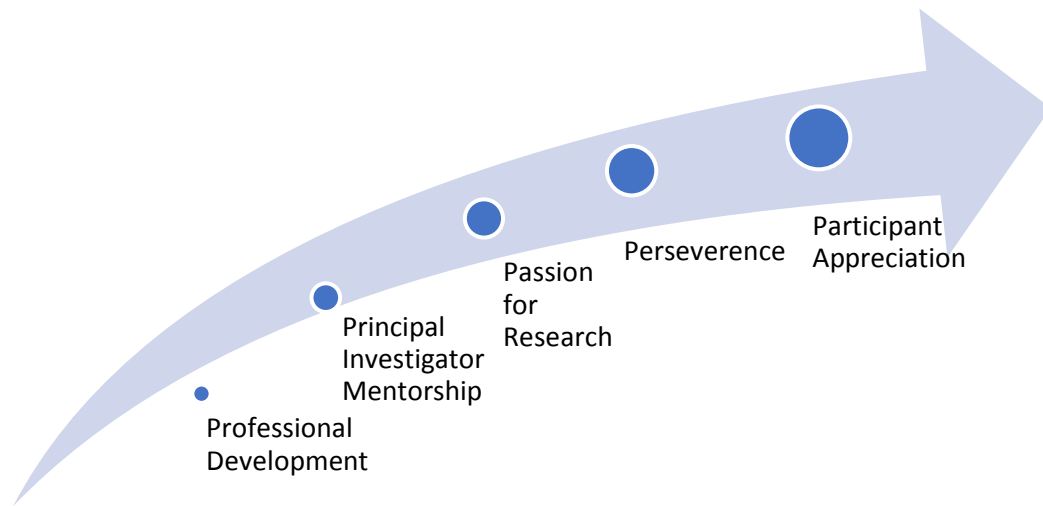 Professional
Development
Principal
Investigator
Mentorship
Passion
for
Research
Perseverence
Participant
Appreciation